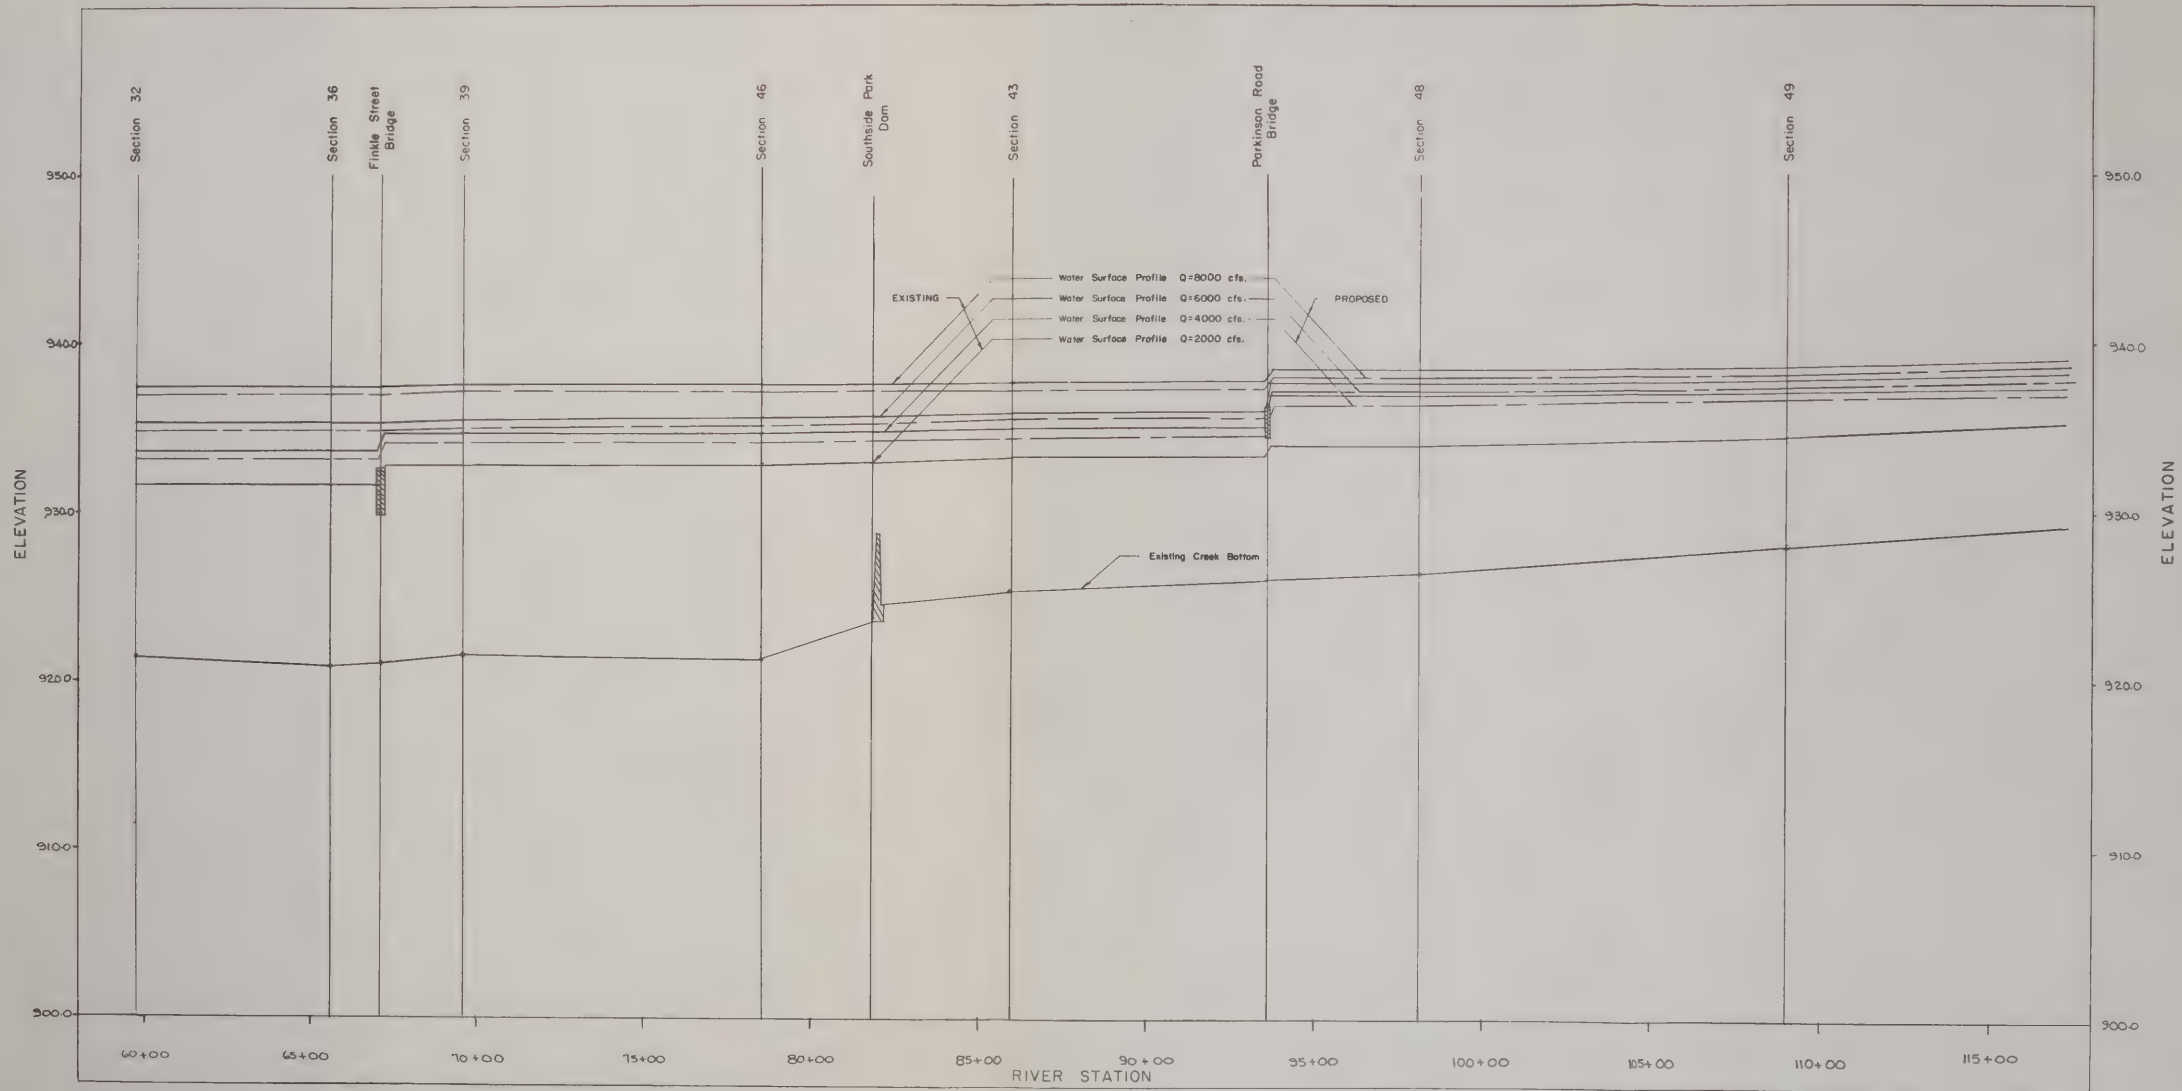 Section 32
Section 36
Finkle Street
Bridge
Section 39
Section 46
Southside Park
Dam
Section 43
Parkinson Road
Bridge
Section 48
Section 49
950.0
950.0
Water Surface Profile Q=8000 cfs.
EXISTING
Water Surface Profile Q=6000 cfs.
PROPOSED
Water Surface Profile Q=4000 cfs.
Water Surface Profile Q=2000 cfs.
940.0
940.0
ELEVATION
ELEVATION
930.0
930.0
Existing Creek Bottom
920.0
920.0
910.0
910.0
900.0
900.0
60+00
65+00
70+00
75+00
80+00
85+00
90+00
95+00
100+00
105+00
110+00
115+00
RIVER STATION